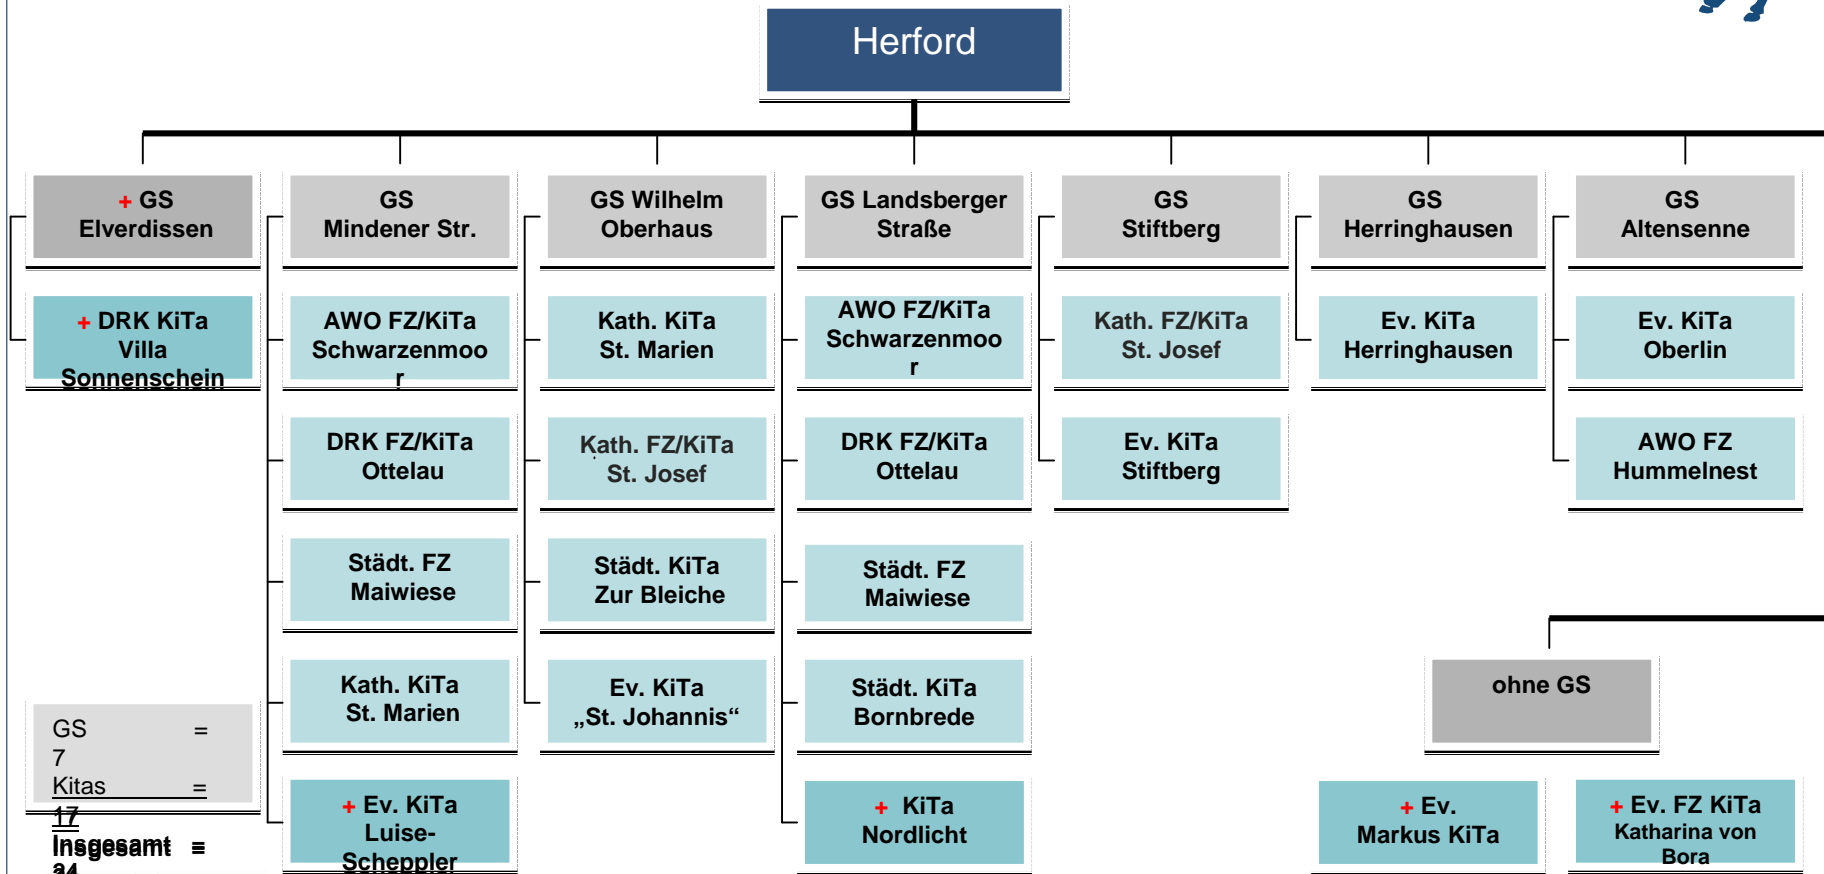 Herford
+ GS
Elverdissen
GS
Mindener Str.
GS Wilhelm
Oberhaus
GS Landsberger
Straße
GS
Stiftberg
GS
Herringhausen
GS
Altensenne
+ DRK KiTa
Villa
Sonnenschein
AWO FZ/KiTa
Schwarzenmoo
r
Kath. KiTa
St. Marien
AWO FZ/KiTa
Schwarzenmoo
r
Kath. FZ/KiTa
St. Josef
Ev. KiTa
Herringhausen
Ev. KiTa
Oberlin
DRK FZ/KiTa
Ottelau
Kath. FZ/KiTa
St. Josef
DRK FZ/KiTa
Ottelau
Ev. KiTa
Stiftberg
AWO FZ
Hummelnest
Städt. FZ
Maiwiese
Städt. KiTa
Zur Bleiche
Städt. FZ
Maiwiese
Kath. KiTa
St. Marien
Ev. KiTa
„St. Johannis“
Städt. KiTa
Bornbrede
ohne GS
GS =
7
Kitas =
17
Insgesamt =
24
+ Ev. KiTa
Luise-
Scheppler
+ KiTa
Nordlicht
+ Ev.
Markus KiTa
+ Ev. FZ KiTa
Katharina von
Bora